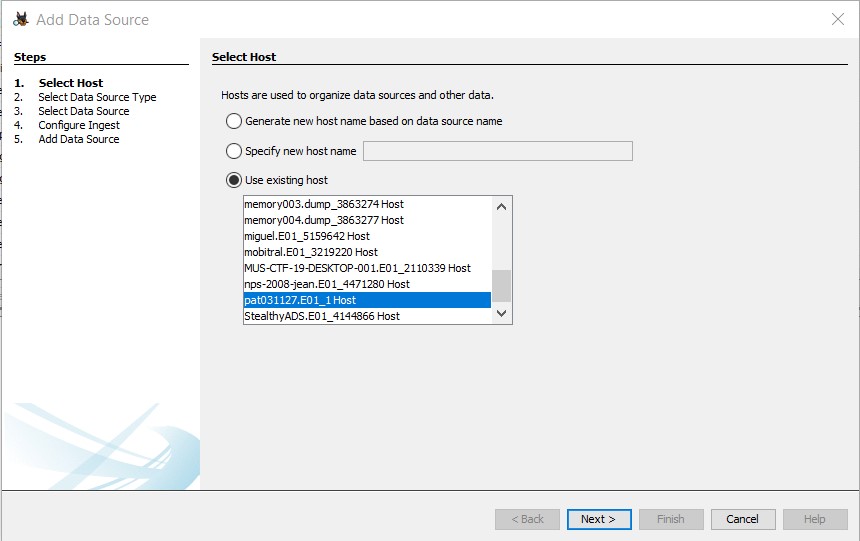 Add Data Source
Steps
1. Select Host
2. Select Data Source Type
3. Select Data Source
4. Configure Ingest
5. Add Data Source
Select Host
Hosts are used to organize data sources and other data.
Generate new host name based on data source name
Specify new host name
Use existing host
memory003.dump_3863274 Host
memory004.dump_3863277 Host
miguel.E01_5159642 Host
mobitral.E01_3219220 Host
MUS-CTF-19-DESKTOP-001.E01_2110339 Host
nps-2008-jean.E01_4471280 Host
pat031127.E01_1 Host
StealthyADS.E01_4144866 Host
< Back Next > Finish Cancel Help